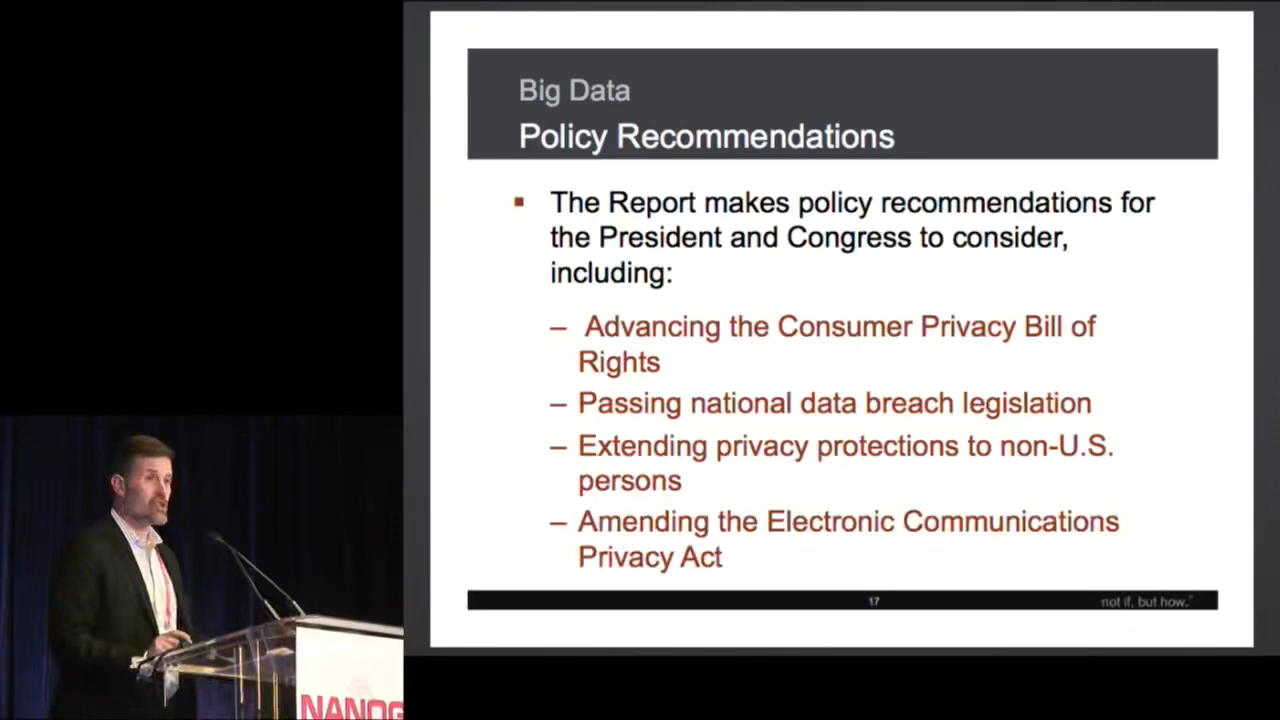 Big Data
Policy Recommendations
▪ The Report makes policy recommendations for
the President and Congress to consider,
including:
– Advancing the Consumer Privacy Bill of
Rights
– Passing national data breach legislation
– Extending privacy protections to non-U.S.
persons
– Amending the Electronic Communications
Privacy Act
17
not if, but how.™
NANOG